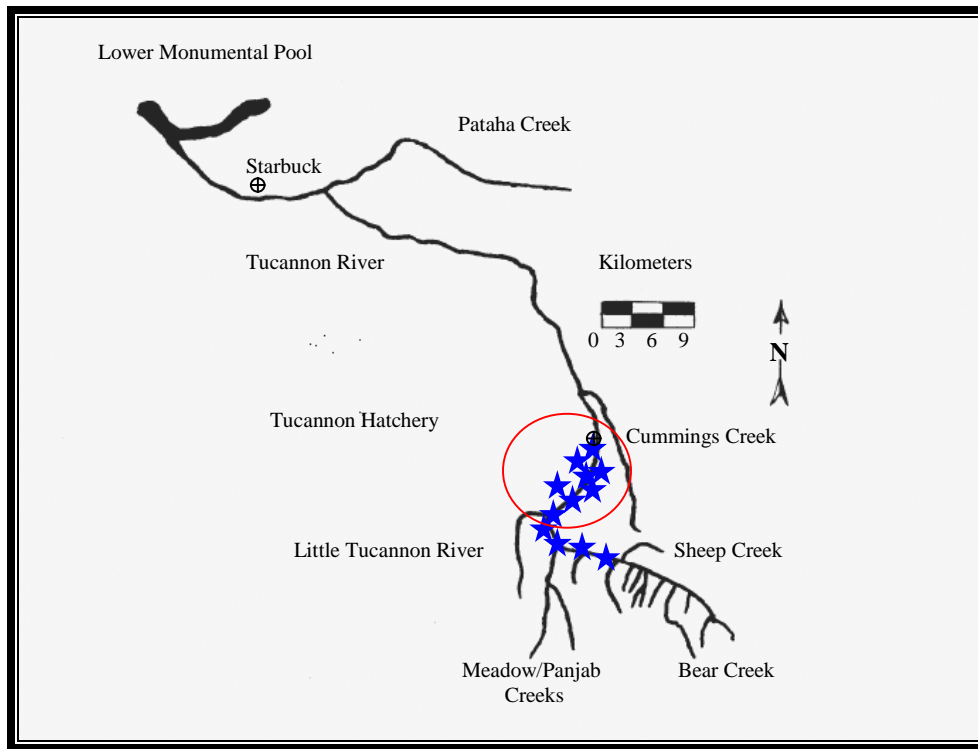 Lower Monumental Pool
Pataha Creek
Starbuck
Tucannon River
Kilometers
0 3 6 9
N
Tucannon Hatchery
Cummings Creek
Little Tucannon River
Sheep Creek
Meadow/Panjab
Creeks
Bear Creek